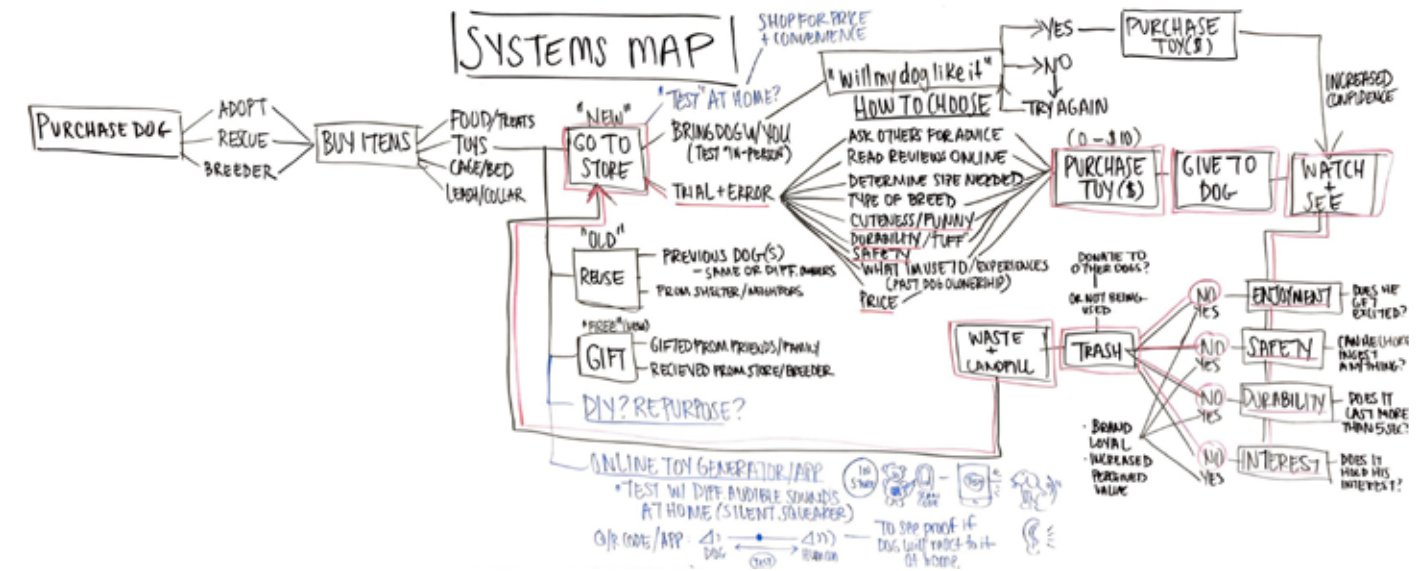 SYSTEMS MAP
SHOP FOR PRICE
+ CONVENIENCE
PURCHASE DOG
ADOPT
RESCUE
BREEDER
BUY ITEMS
FOOD/TREATS
TOYS
CAGE/BED
LEASH/COLLAR
"NEW"
GO TO
STORE
"TEST" AT HOME?
BRING DOG W/YOU
(TEST "IN-PERSON)
TRIAL + ERROR
"will my dog like it"
HOW TO CHOOSE
YES
NO
TRY AGAIN
PURCHASE
TOY($)
INCREASED
CONFIDENCE
ASK OTHERS FOR ADVICE
READ REVIEWS ONLINE
DETERMINE SIZE NEEDED
TYPE OF BREED
CUTENESS/FUNNY
DURABILITY/TUFF
SAFETY
WHAT I'M USE TO/EXPERIENCES
(PAST DOG OWNERSHIP)
PRICE
(0-$10)
PURCHASE
TOY($)
GIVE TO
DOG
WATCH
+
SEE
"OLD"
REUSE
PREVIOUS DOG(S)
- SAME OR DIFF. OWNERS
FROM SHELTER/NEIGHBORS
"FREE"
GIFT
GIFTED FROM FRIENDS/FAMILY
RECIEVED FROM STORE/BREEDER
DIY? REPURPOSE?
DONATE TO
OTHER DOGS?
OR NOT BEING
USED
WASTE
+
LANDFILL
TRASH
NO
YES
ENJOYMENT
DOES HE
GET
EXCITED?
NO
YES
SAFETY
CAN HE CHOKE
INGEST
ANYTHING?
NO
YES
DURABILITY
DOES IT
LAST MORE
THAN 5 SEC?
NO
YES
INTEREST
DOES IT
HOLD HIS
INTEREST?
• BRAND
LOYAL
• INCREASED
PERCEIVED
VALUE
ONLINE TOY GENERATOR/APP
*TEST W/ DIFF. AUDIBLE SOUNDS
AT HOME (SILENT SQUEAKER)
Q/R CODE/APP:
DOG
TEST
HUMAN
TO SEE proof if
DOG will react to it
at home
IN
STORE